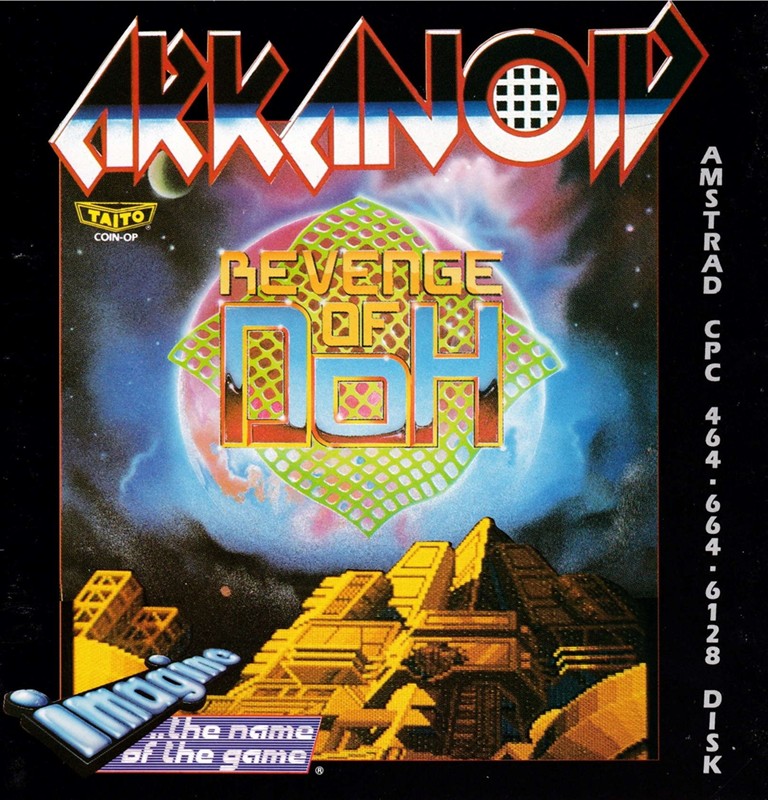 ARKANOID
TAITO
COIN-OP
REVENGE
OF
DOH
AMSTRAD CPC 464·664·6128 DISK
Imagine
...the name
of the game
®